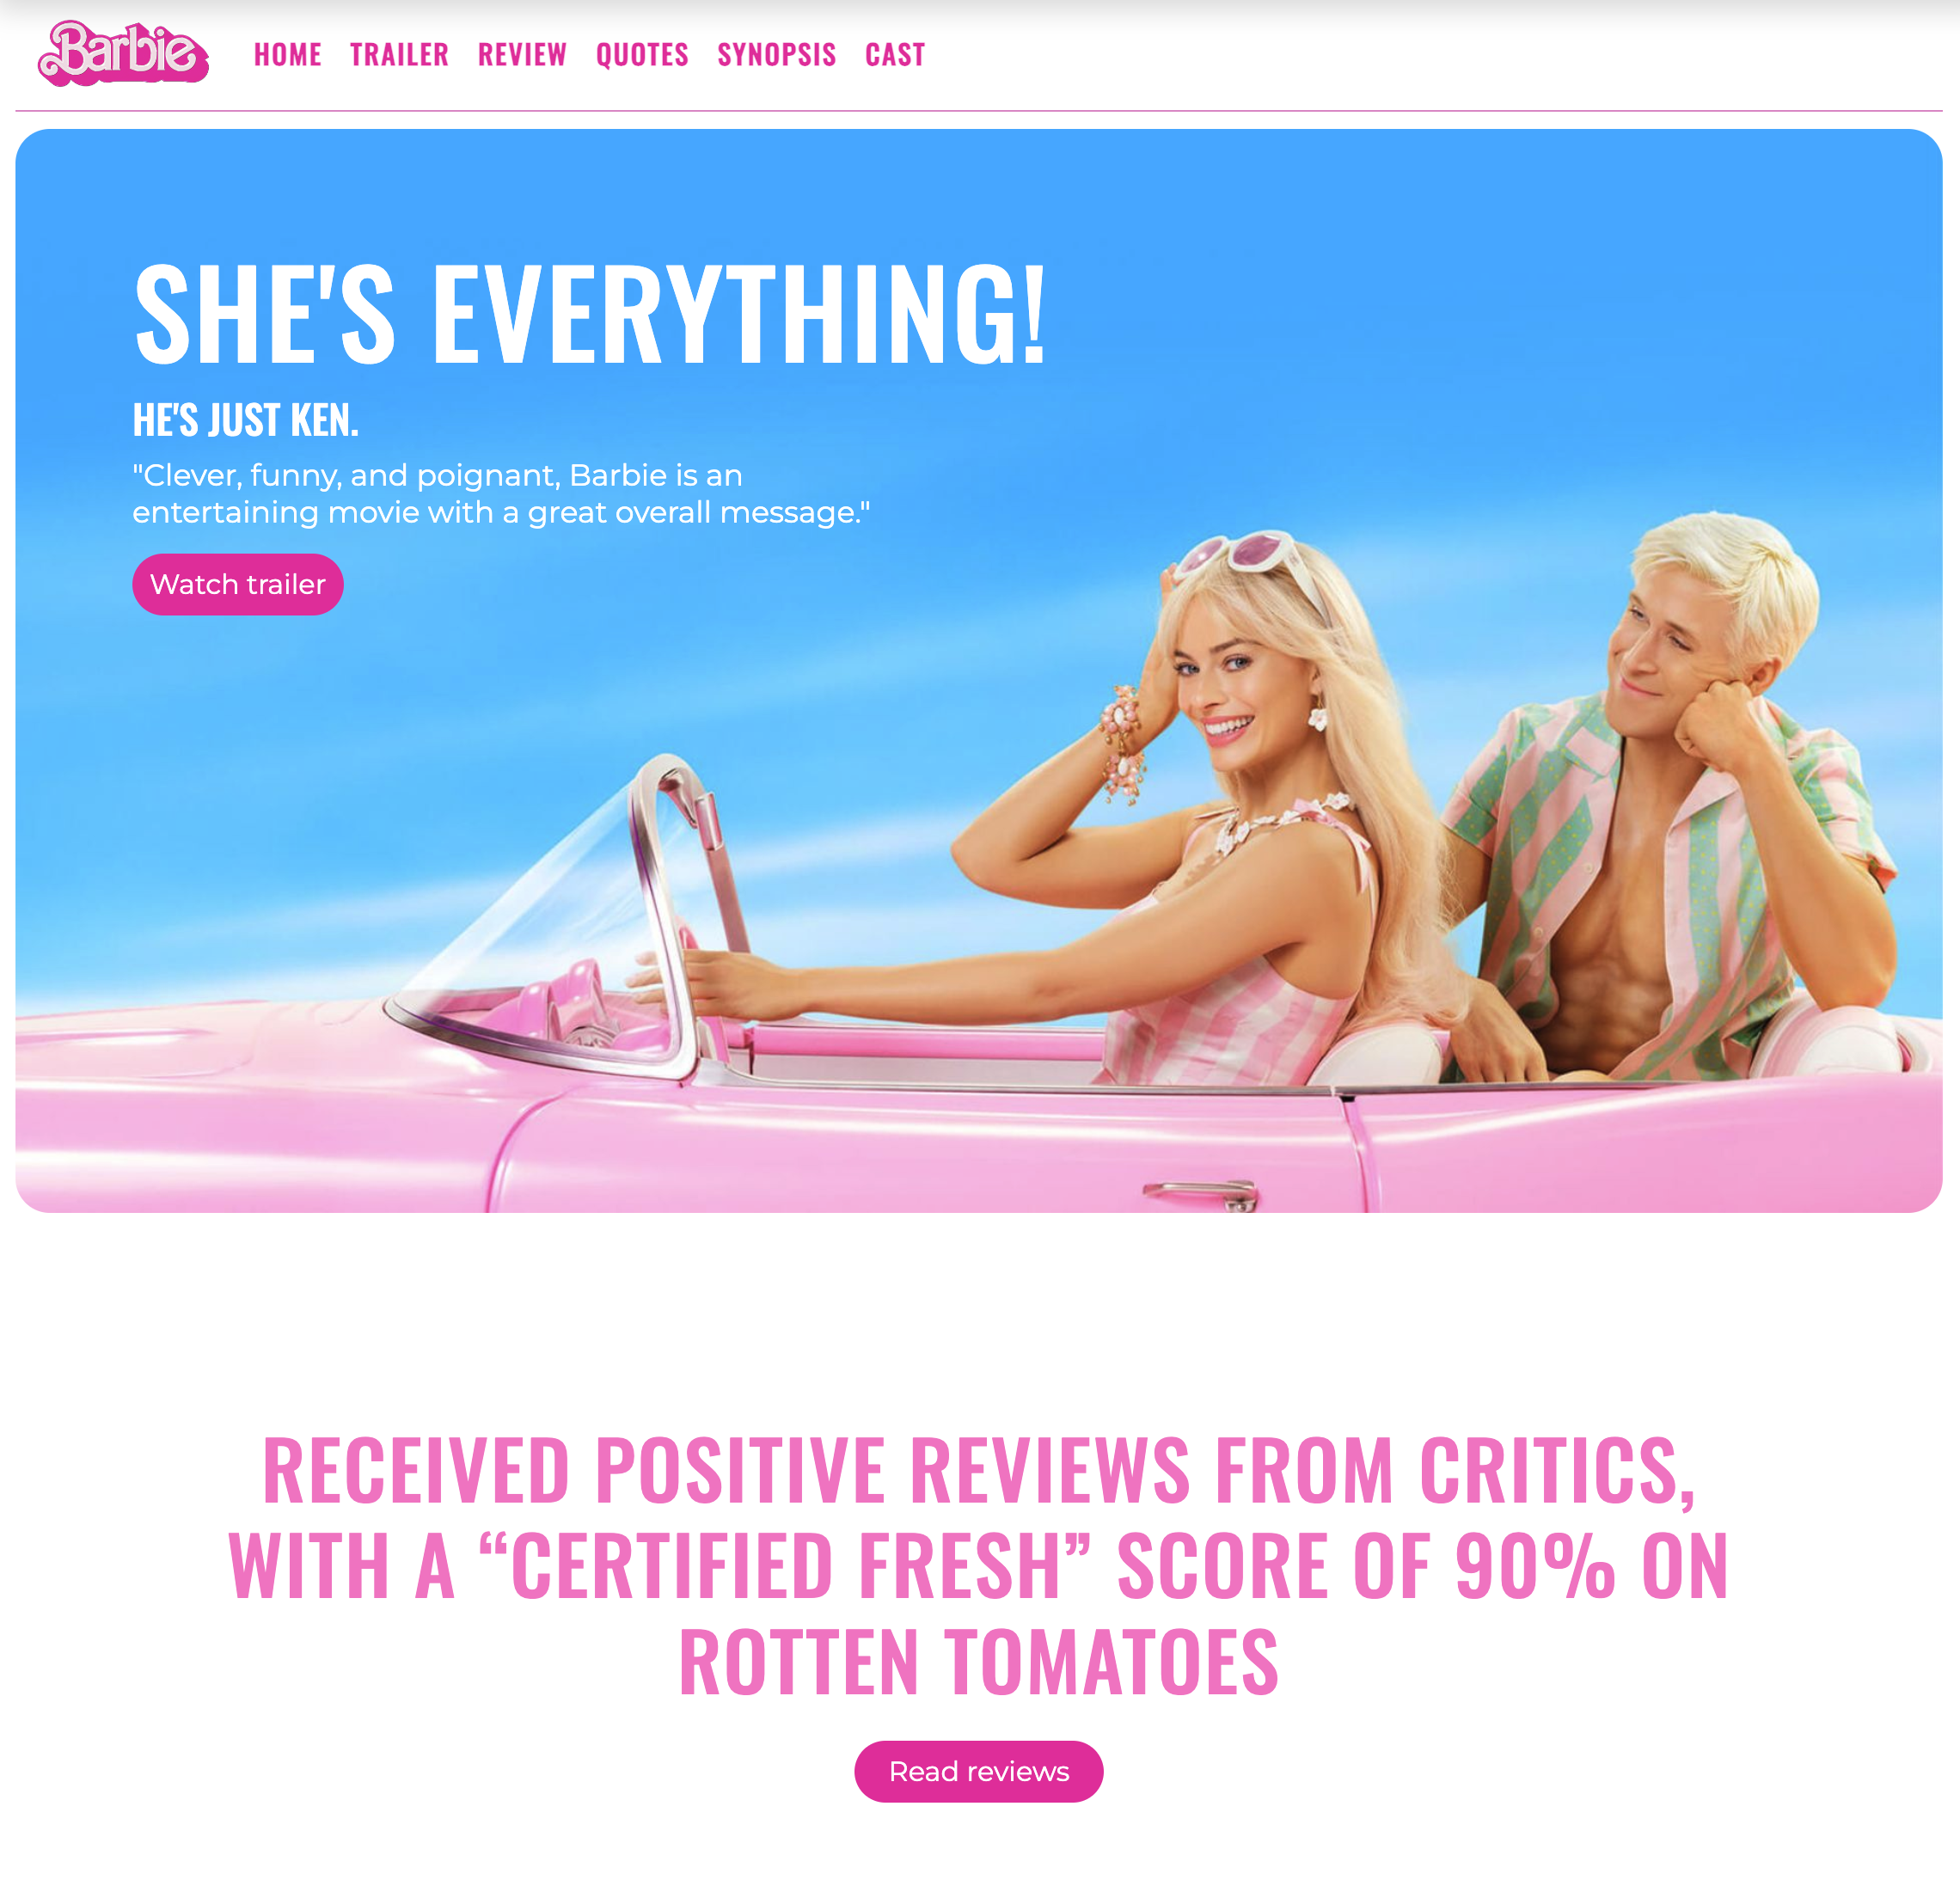 Barbie HOME TRAILER REVIEW QUOTES SYNOPSIS CAST
SHE'S EVERYTHING!
HE'S JUST KEN.
"Clever, funny, and poignant, Barbie is an
entertaining movie with a great overall message."
Watch trailer
RECEIVED POSITIVE REVIEWS FROM CRITICS,
WITH A “CERTIFIED FRESH” SCORE OF 90% ON
ROTTEN TOMATOES
Read reviews